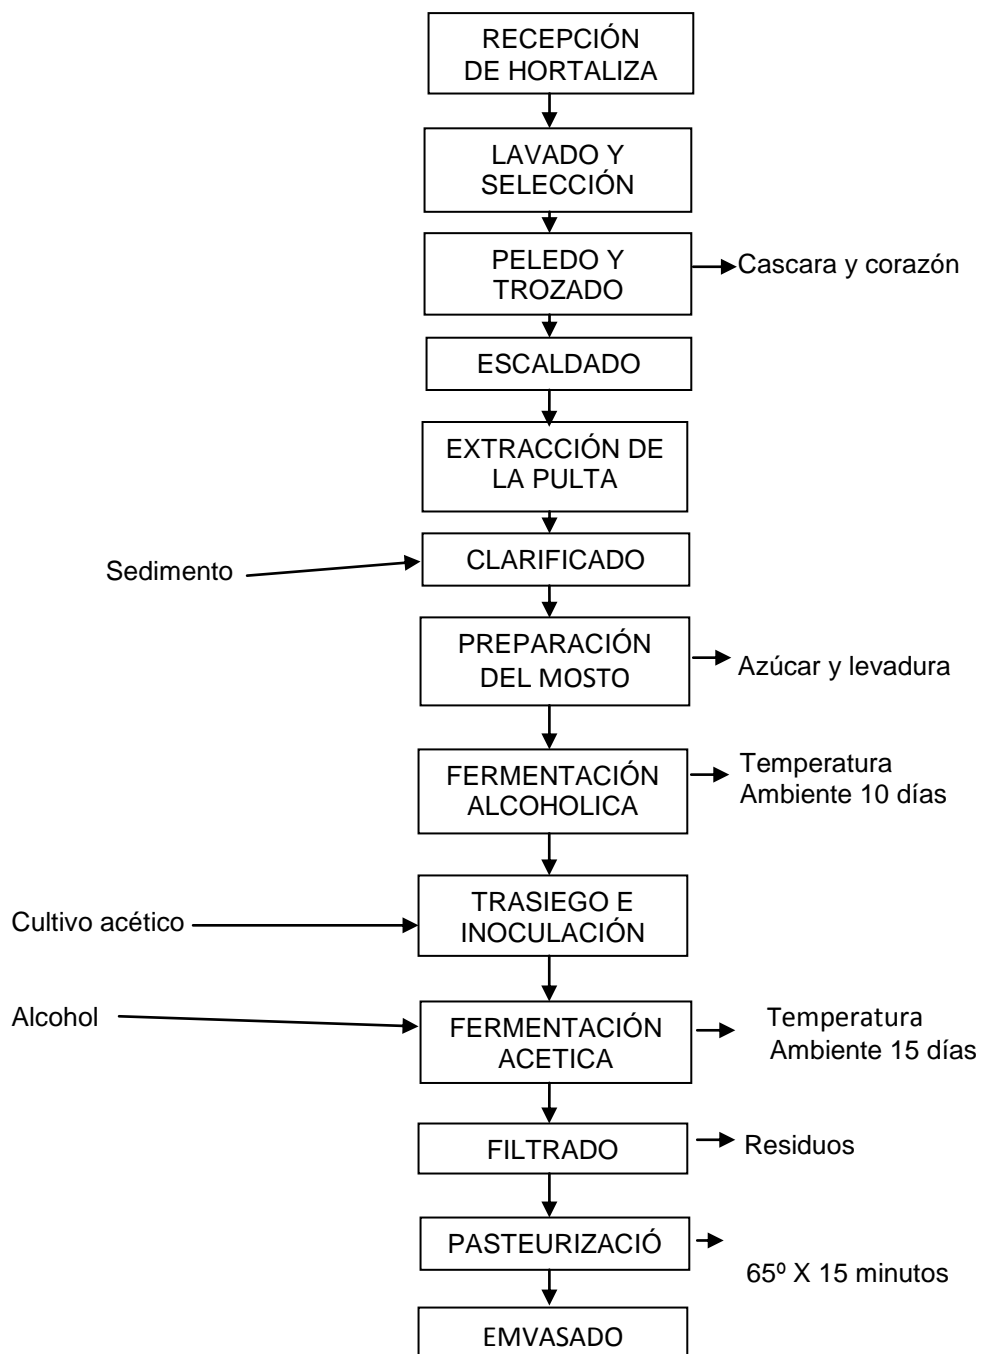 RECEPCIÓN
DE HORTALIZA
LAVADO Y
SELECCIÓN
PELEDO Y
TROZADO
Cascara y corazón
ESCALDADO
EXTRACCIÓN DE
LA PULTA
Sedimento
CLARIFICADO
PREPARACIÓN
DEL MOSTO
Azúcar y levadura
FERMENTACIÓN
ALCOHOLICA
Temperatura
Ambiente 10 días
Cultivo acético
TRASIEGO E
INOCULACIÓN
Alcohol
FERMENTACIÓN
ACETICA
Temperatura
Ambiente 15 días
FILTRADO
Residuos
PASTEURIZACIÓ
65º X 15 minutos
EMVASADO